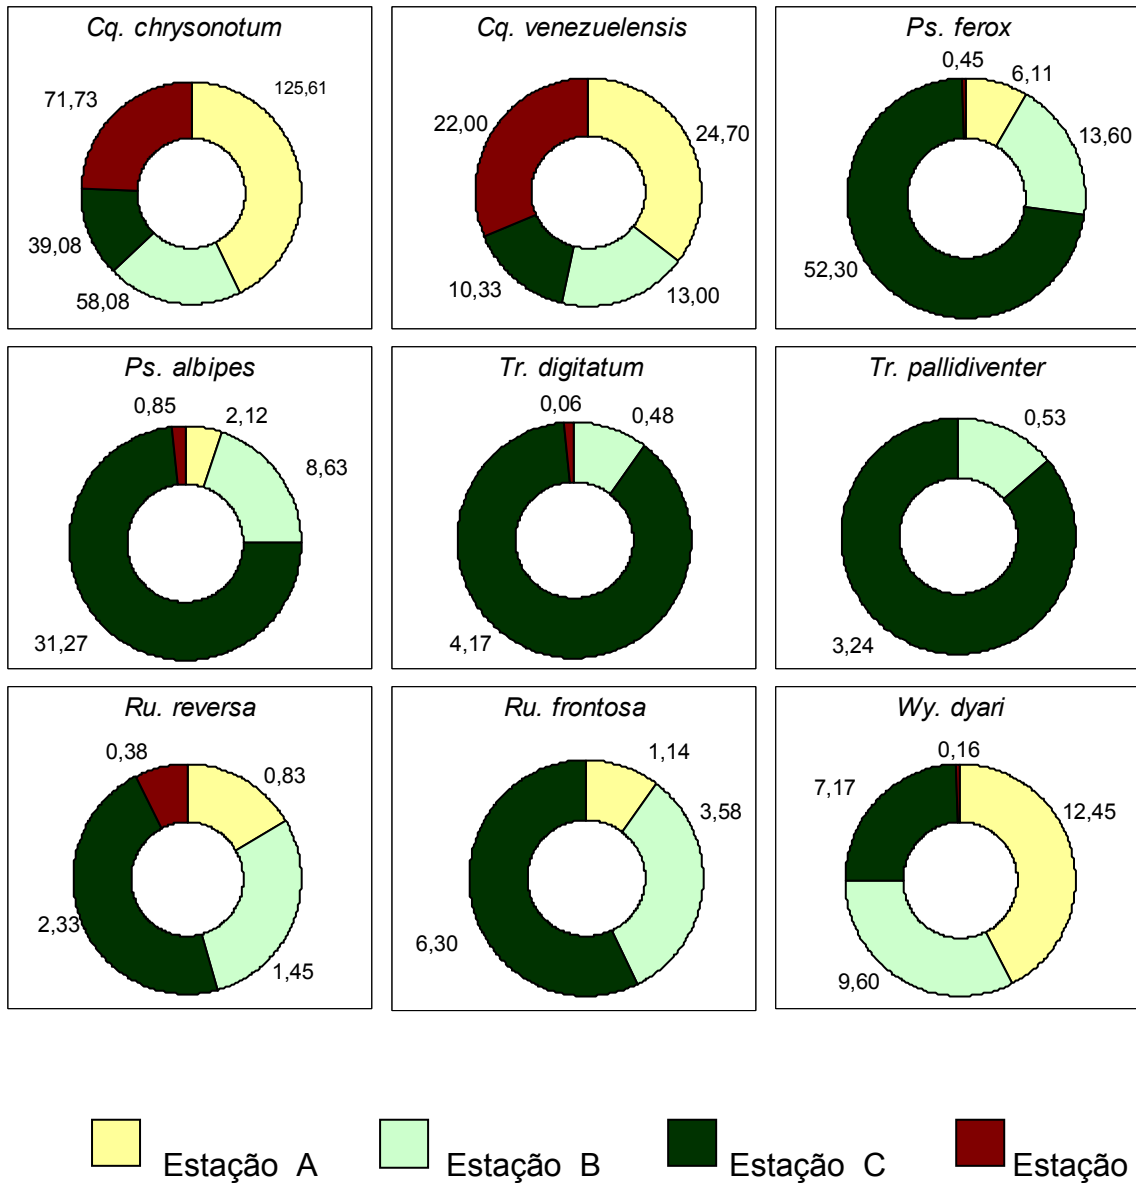 Cq. chrysonotum
125,61
71,73
39,08
58,08
Cq. venezuelensis
22,00
24,70
10,33
13,00
Ps. ferox
0,45
6,11
13,60
52,30
Ps. albipes
0,85
2,12
8,63
31,27
Tr. digitatum
0,06
0,48
4,17
Tr. pallidiventer
0,53
3,24
Ru. reversa
0,38
0,83
2,33
1,45
Ru. frontosa
1,14
3,58
6,30
Wy. dyari
0,16
7,17
12,45
9,60
Estação A
Estação B
Estação C
Estação